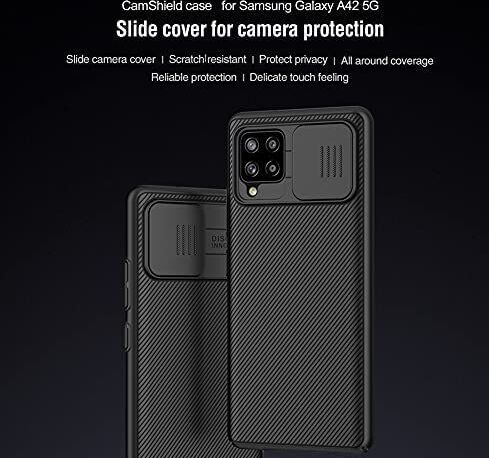 CamShield case for Samsung Galaxy A42 5G
Slide cover for camera protection
Slide camera cover | Scratch resistant | Protect privacy | All around coverage
Reliable protection | Delicate touch feeling